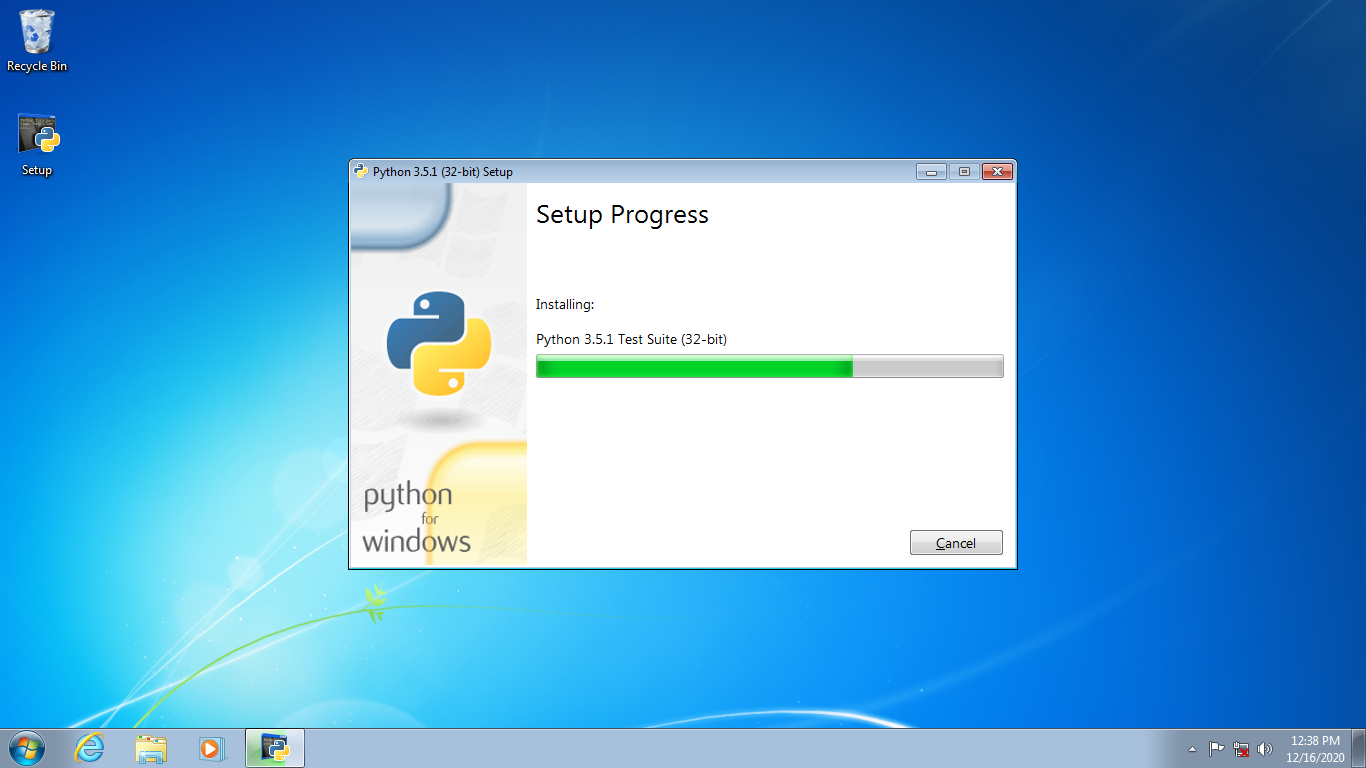 Recycle Bin
Setup
Python 3.5.1 (32-bit) Setup
Setup Progress
Installing:
Python 3.5.1 Test Suite (32-bit)
python
for
windows
Cancel
12:38 PM
12/16/2020